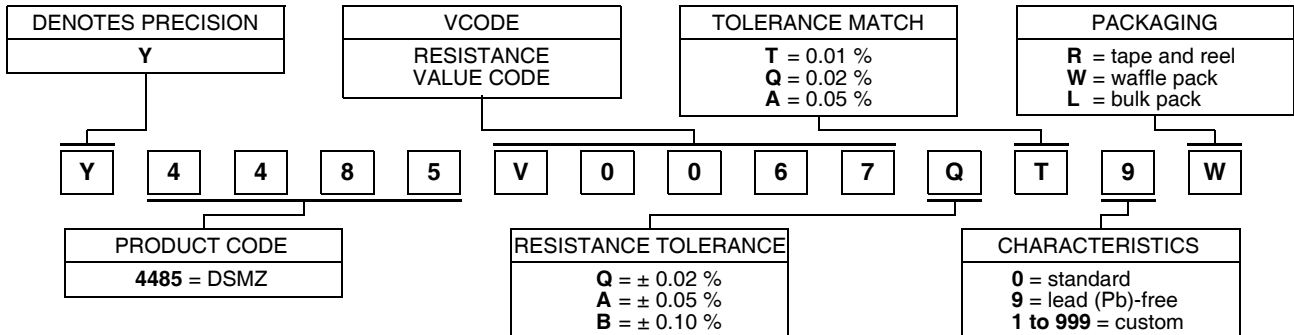 DENOTES PRECISION
Y
VCODE
RESISTANCE
VALUE CODE
TOLERANCE MATCH
T = 0.01 %
Q = 0.02 %
A = 0.05 %
PACKAGING
R = tape and reel
W = waffle pack
L = bulk pack
Y 4 4 8 5 V 0 0 6 7 Q T 9 W
PRODUCT CODE
4485 = DSMZ
RESISTANCE TOLERANCE
Q = ± 0.02 %
A = ± 0.05 %
B = ± 0.10 %
CHARACTERISTICS
0 = standard
9 = lead (Pb)-free
1 to 999 = custom